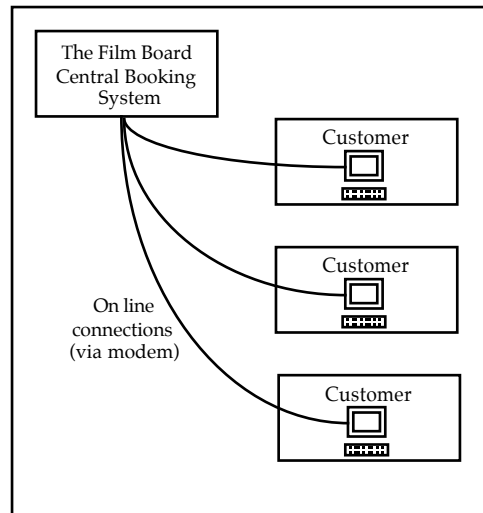 The Film Board
Central Booking
System
Customer
Customer
On line
connections
(via modem)
Customer